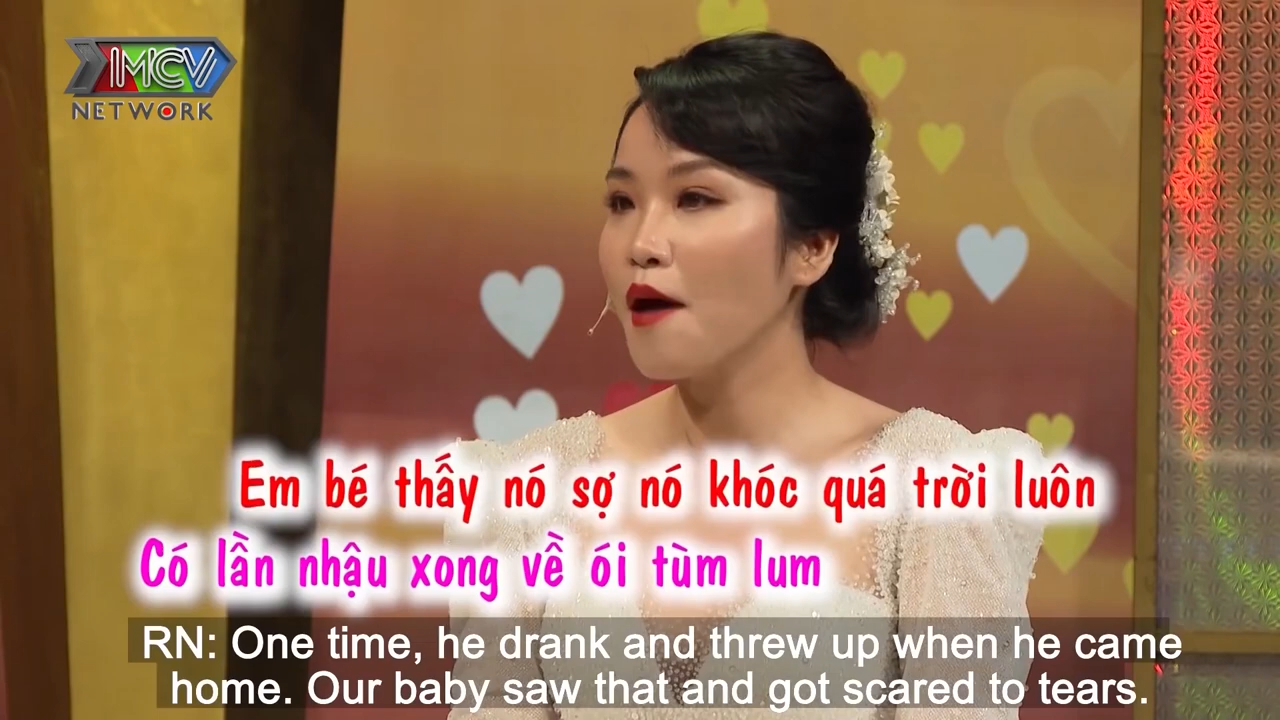 MCV
NETWORK
Em bé thấy nó sợ nó khóc quá trời luôn
Có lần nhậu xong về ói tùm lum
RN: One time, he drank and threw up when he came
home. Our baby saw that and got scared to tears.